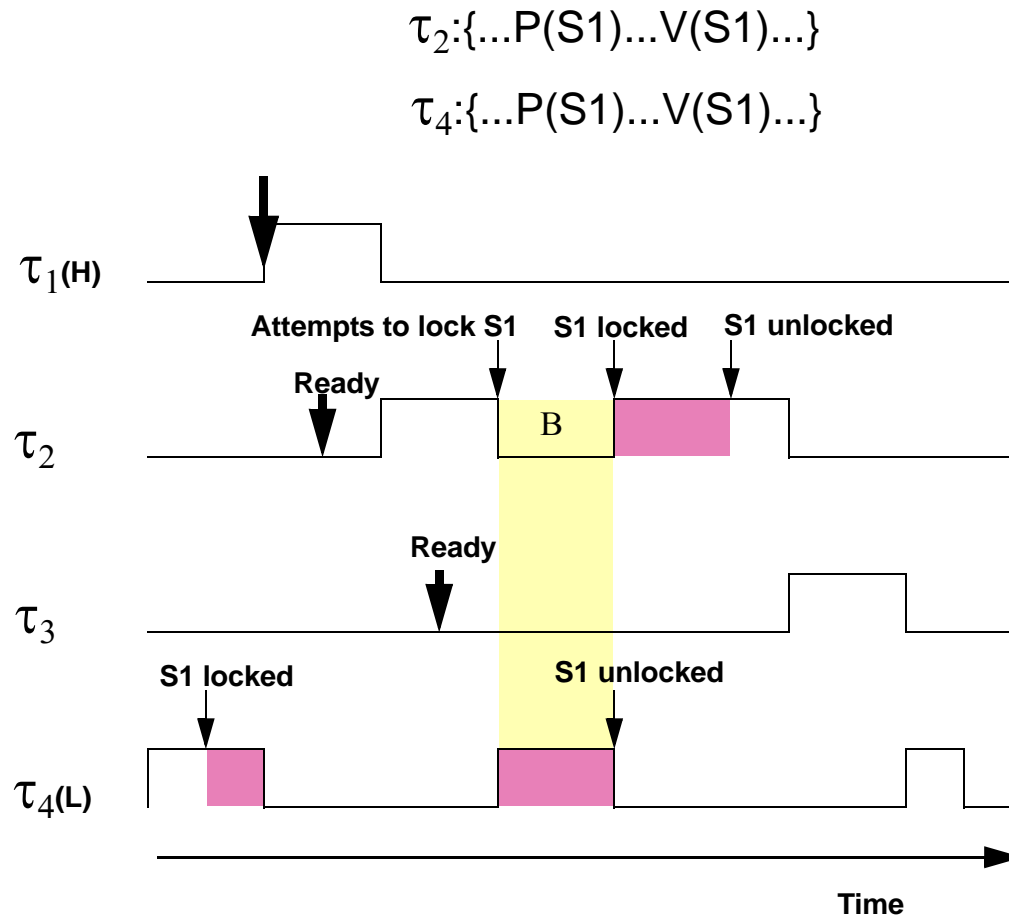 τ2:{...P(S1)...V(S1)...}
τ4:{...P(S1)...V(S1)...}
τ1(H)
Attempts to lock S1 S1 locked S1 unlocked
Ready
τ2 B
Ready
τ3
S1 locked S1 unlocked
τ4(L)
Time